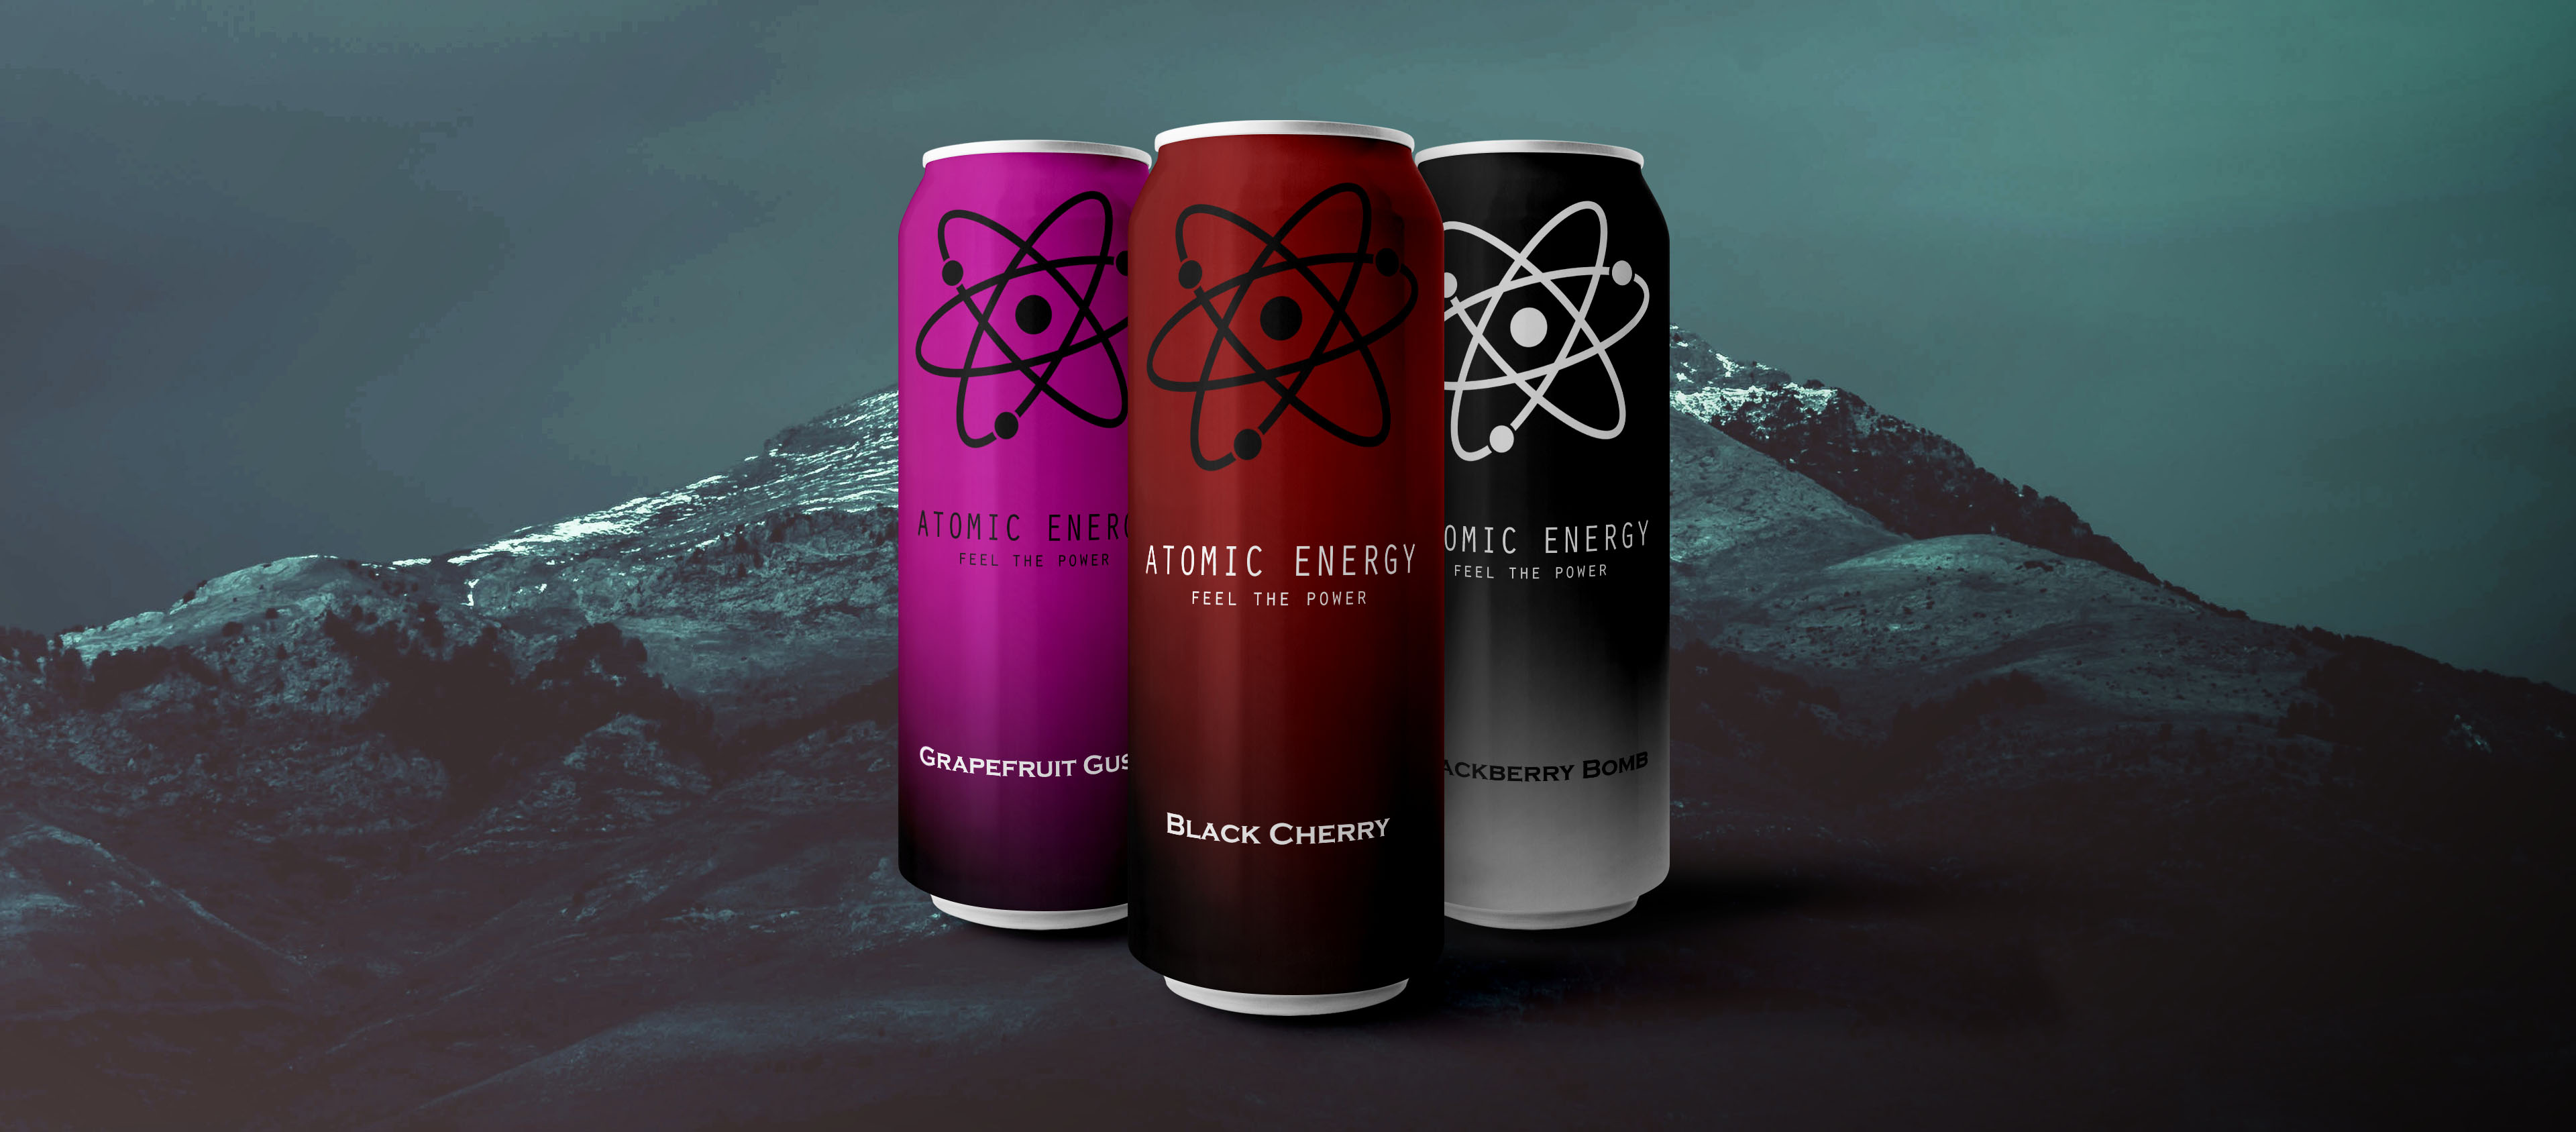 ATOMIC ENERG
FEEL THE POWER
GRAPEFRUIT GUS
ATOMIC ENERGY
FEEL THE POWER
BLACK CHERRY
OMIC ENERGY
FEEL THE POWER
ACKBERRY BOMB